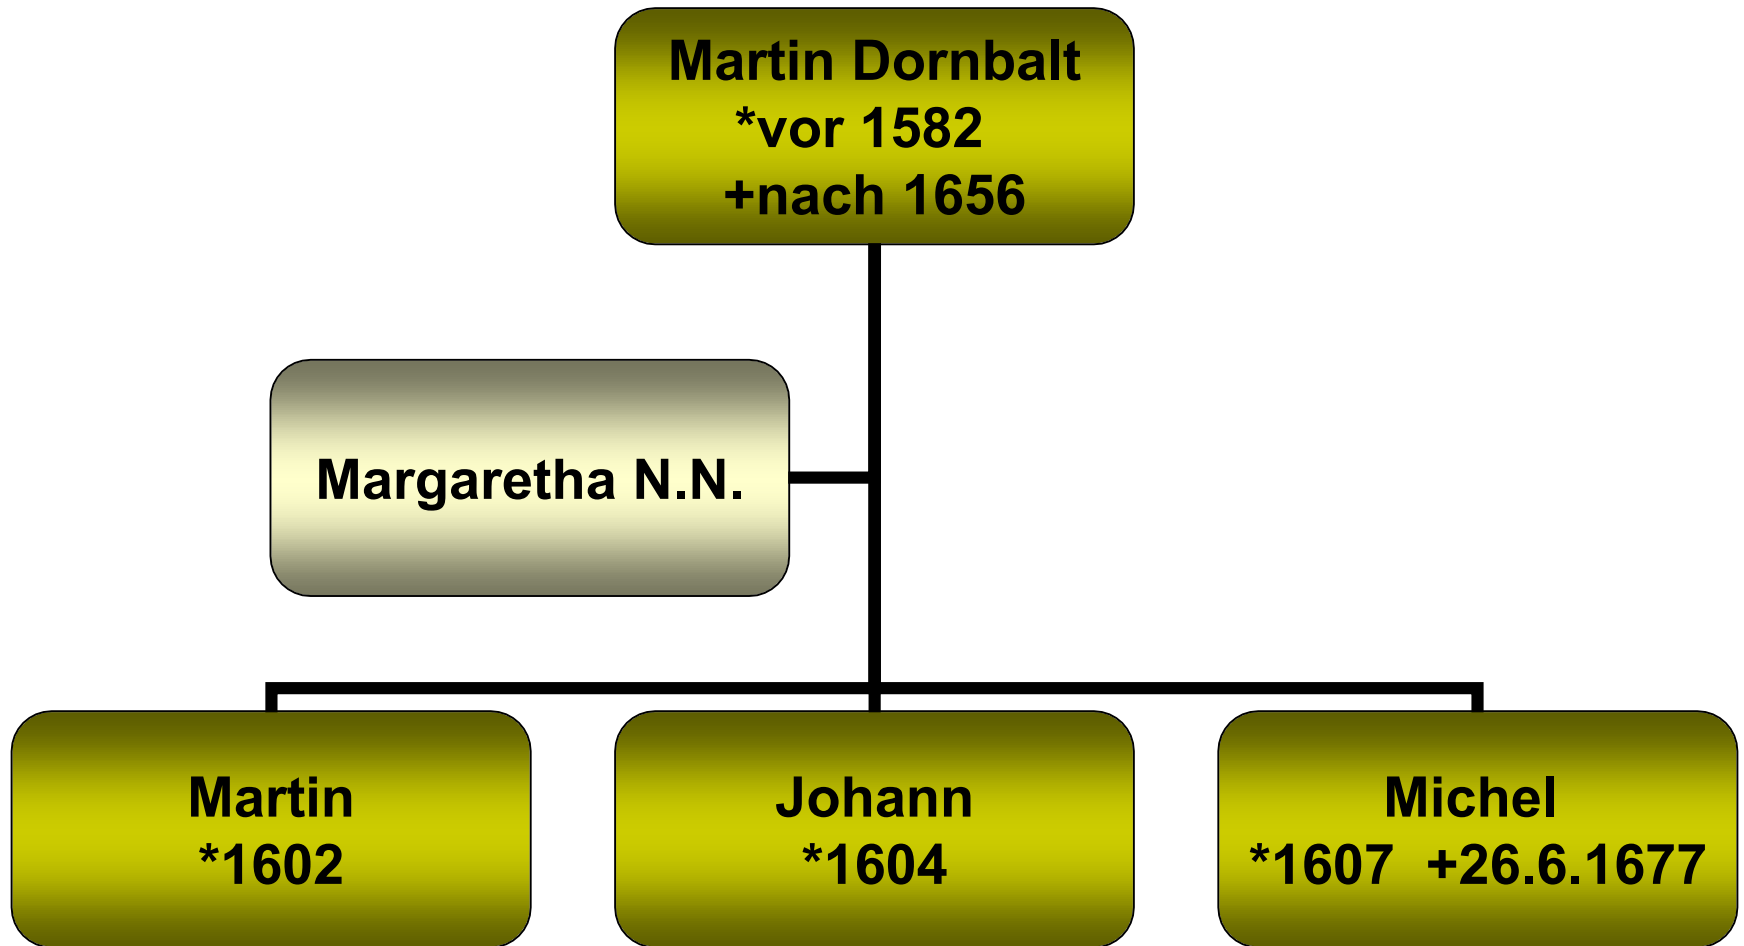 Martin Dornbalt
*vor 1582
+nach 1656
Margaretha N.N.
Martin
*1602
Johann
*1604
Michel
*1607  +26.6.1677